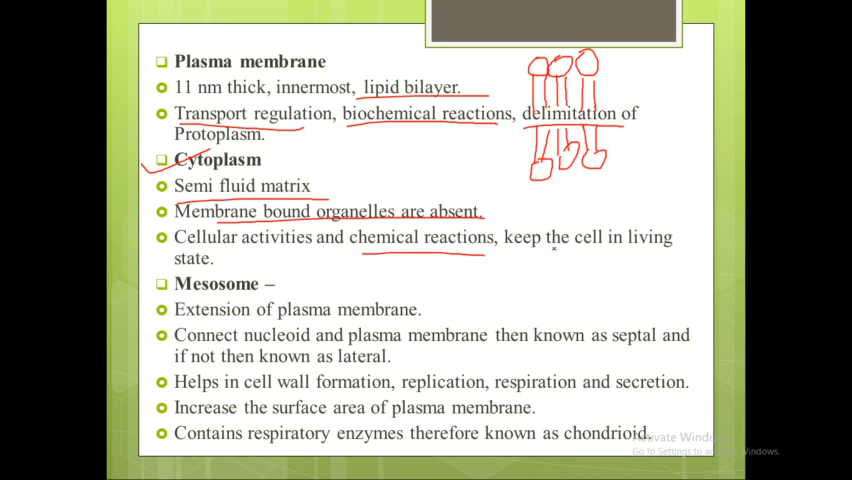 Plasma membrane
11 nm thick, innermost, lipid bilayer.
Transport regulation, biochemical reactions, delimitation of
Protoplasm.
Cytoplasm
Semi fluid matrix
Membrane bound organelles are absent.
Cellular activities and chemical reactions, keep the cell in living
state.
Mesosome –
Extension of plasma membrane.
Connect nucleoid and plasma membrane then known as septal and
if not then known as lateral.
Helps in cell wall formation, replication, respiration and secretion.
Increase the surface area of plasma membrane.
Contains respiratory enzymes therefore known as chondrioid.
Activate Windows
Go to Settings to activate Windows.